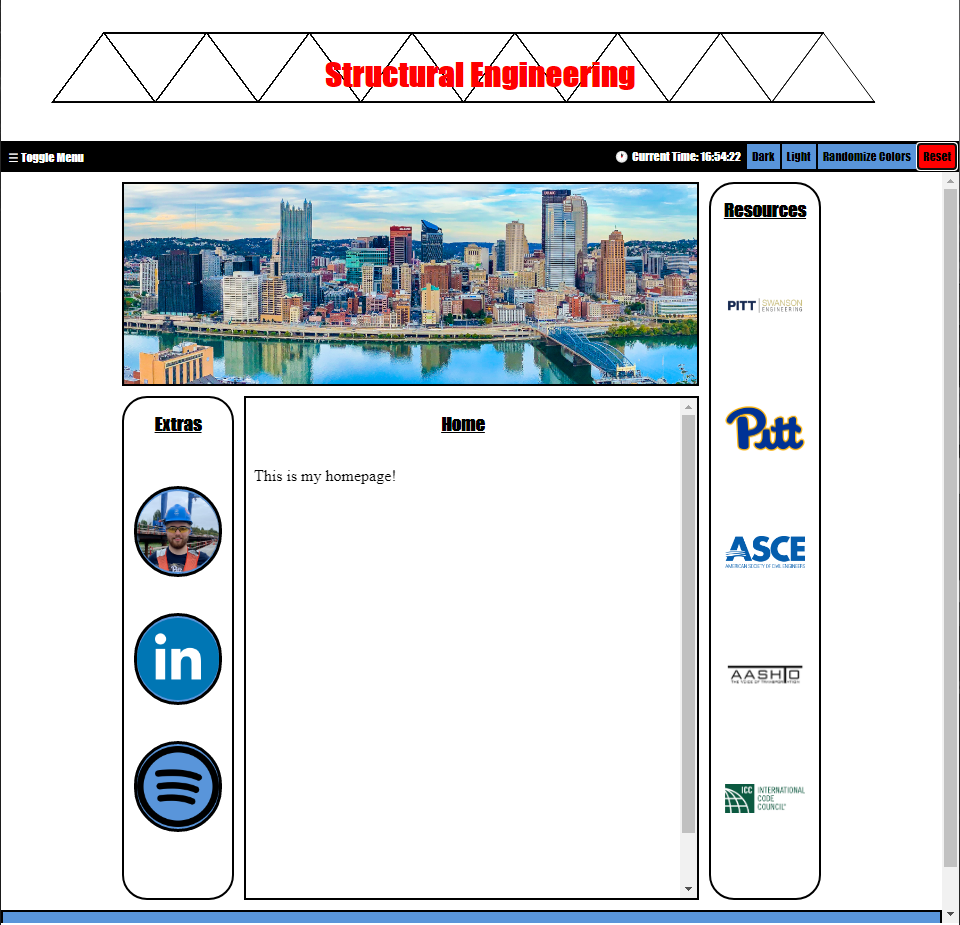 Structural Engineering
☰ Toggle Menu
🕐 Current Time: 16:54:22 Dark Light Randomize Colors Reset
Resources
PITT SWANSON
ENGINEERING
Pitt
ASCE
AMERICAN SOCIETY OF CIVIL ENGINEERS
AASHTO
THE VOICE OF TRANSPORTATION
ICC INTERNATIONAL
CODE
COUNCIL
Extras
in
Home
This is my homepage!